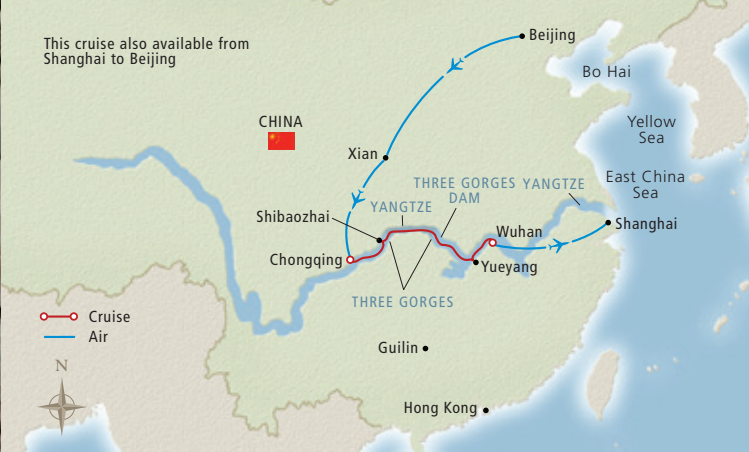 This cruise also available from
Shanghai to Beijing
Beijing
Bo Hai
CHINA
Yellow
Sea
Xian
East China
Sea
THREE GORGES
DAM
YANGTZE
YANGTZE
Shibaozhai
Wuhan
Shanghai
Chongqing
Yueyang
THREE GORGES
Cruise
Air
Guilin
N
Hong Kong